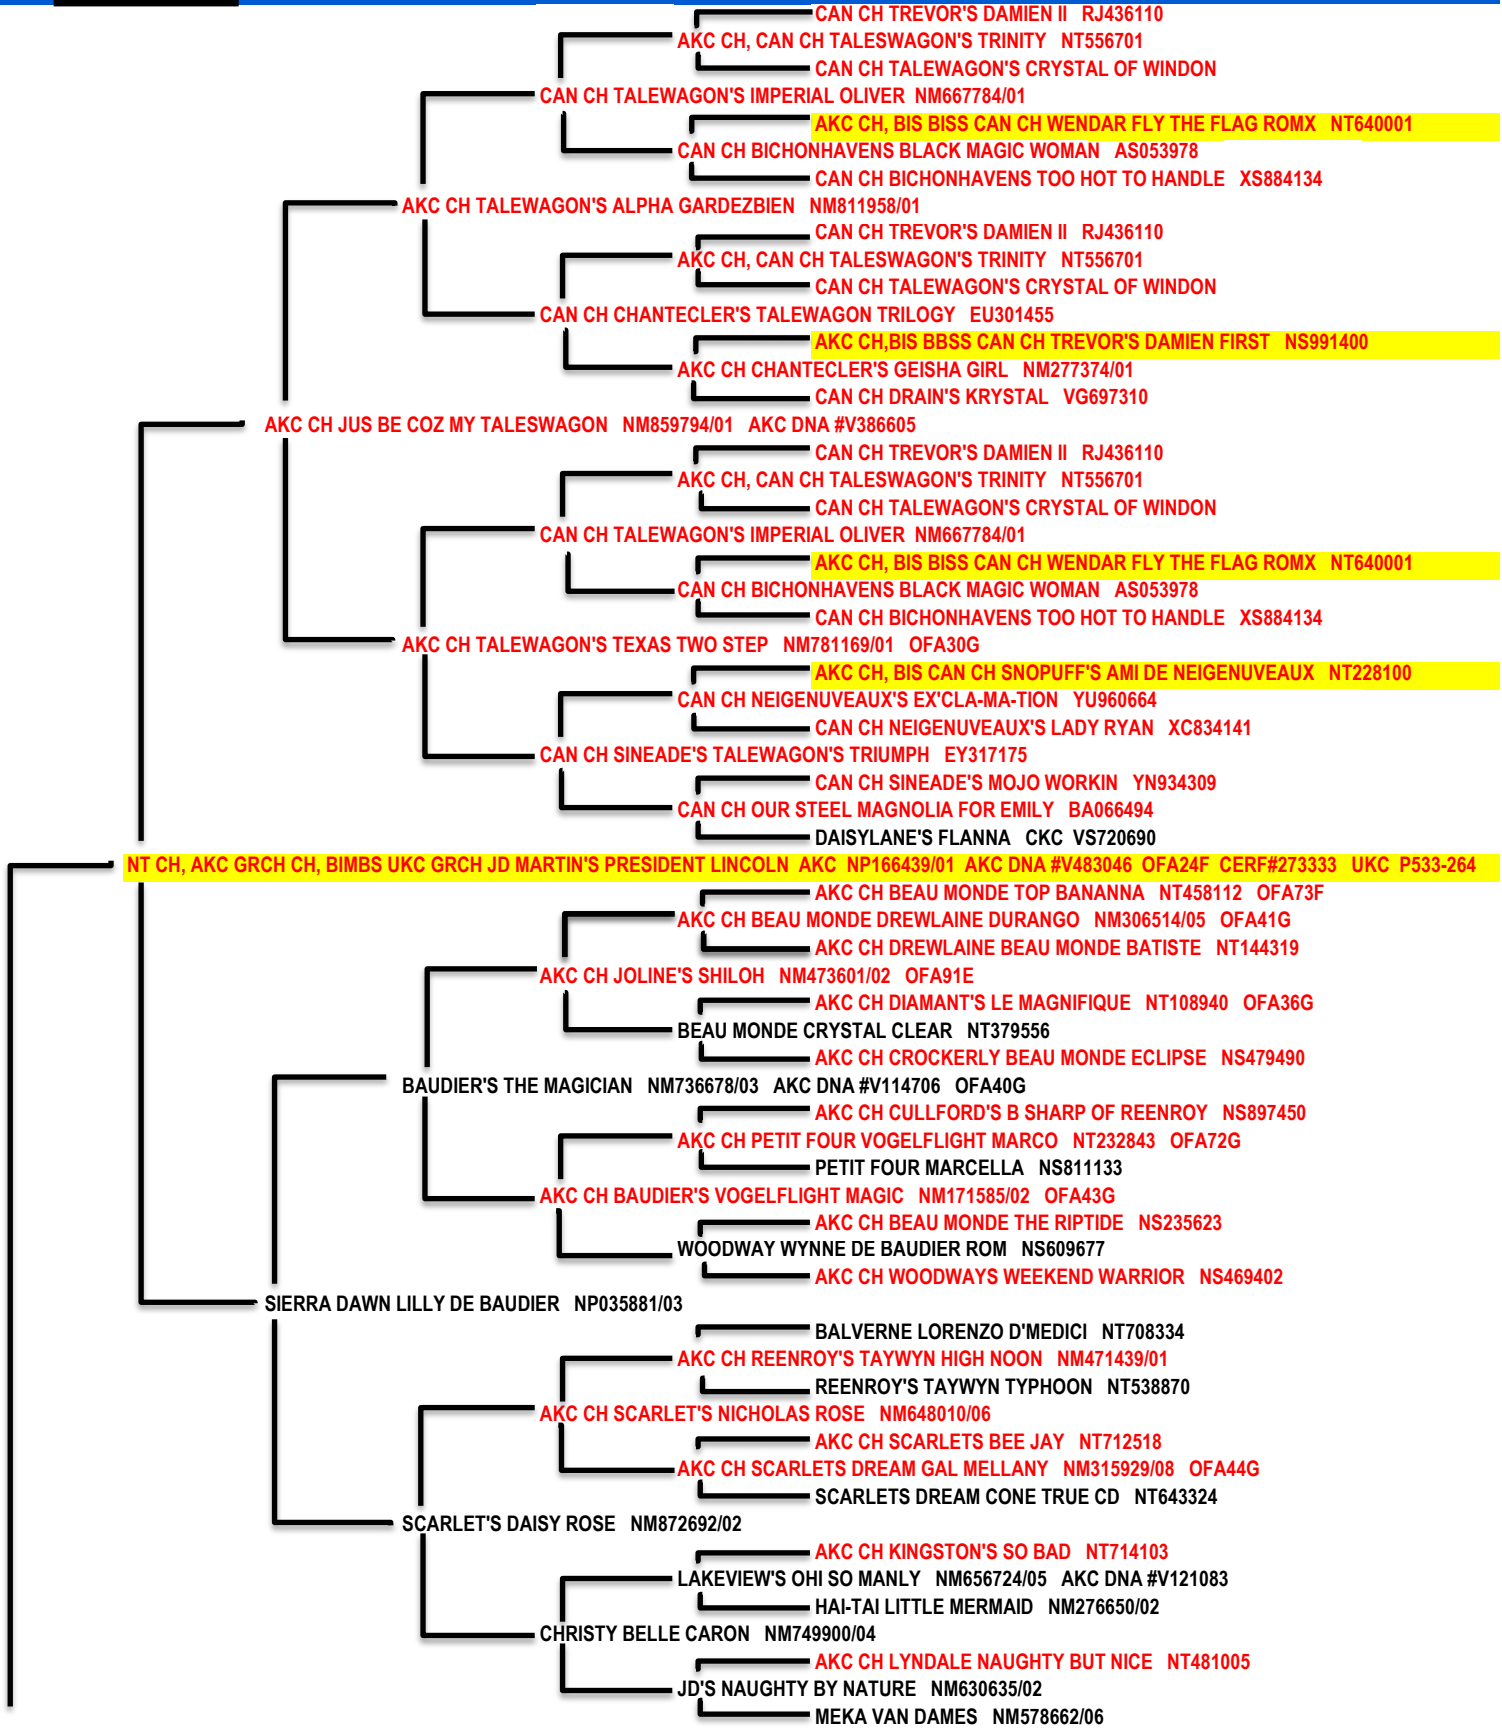 CAN CH TREVOR'S DAMIEN II RJ436110
AKC CH, CAN CH TALESWAGON'S TRINITY NT556701
CAN CH TALEWAGON'S CRYSTAL OF WINDON
CAN CH TALEWAGON'S IMPERIAL OLIVER NM667784/01
AKC CH, BIS BISS CAN CH WENDAR FLY THE FLAG ROMX NT640001
CAN CH BICHONHAVENS BLACK MAGIC WOMAN AS053978
CAN CH BICHONHAVENS TOO HOT TO HANDLE XS884134
AKC CH TALEWAGON'S ALPHA GARDEZBIEN NM811958/01
CAN CH TREVOR'S DAMIEN II RJ436110
AKC CH, CAN CH TALESWAGON'S TRINITY NT556701
CAN CH TALEWAGON'S CRYSTAL OF WINDON
CAN CH CHANTECLER'S TALEWAGON TRILOGY EU301455
AKC CH,BIS BBSS CAN CH TREVOR'S DAMIEN FIRST NS991400
AKC CH CHANTECLER'S GEISHA GIRL NM277374/01
CAN CH DRAIN'S KRYSTAL VG697310
AKC CH JUS BE COZ MY TALESWAGON NM859794/01 AKC DNA #V386605
CAN CH TREVOR'S DAMIEN II RJ436110
AKC CH, CAN CH TALESWAGON'S TRINITY NT556701
CAN CH TALEWAGON'S CRYSTAL OF WINDON
CAN CH TALEWAGON'S IMPERIAL OLIVER NM667784/01
AKC CH, BIS BISS CAN CH WENDAR FLY THE FLAG ROMX NT640001
CAN CH BICHONHAVENS BLACK MAGIC WOMAN AS053978
CAN CH BICHONHAVENS TOO HOT TO HANDLE XS884134
AKC CH TALEWAGON'S TEXAS TWO STEP NM781169/01 OFA30G
AKC CH, BIS CAN CH SNOPUFF'S AMI DE NEIGENUVEAUX NT228100
CAN CH NEIGENUVEAUX'S EX'CLA-MA-TION YU960664
CAN CH NEIGENUVEAUX'S LADY RYAN XC834141
CAN CH SINEADE'S TALEWAGON'S TRIUMPH EY317175
CAN CH SINEADE'S MOJO WORKIN YN934309
CAN CH OUR STEEL MAGNOLIA FOR EMILY BA066494
DAISYLANE'S FLANNA CKC VS720690
NT CH, AKC GRCH CH, BIMBS UKC GRCH JD MARTIN'S PRESIDENT LINCOLN AKC NP166439/01 AKC DNA #V483046 OFA24F CERF#273333 UKC P533-264
AKC CH BEAU MONDE TOP BANANNA NT458112 OFA73F
AKC CH BEAU MONDE DREWLAINE DURANGO NM306514/05 OFA41G
AKC CH DREWLAINE BEAU MONDE BATISTE NT144319
AKC CH JOLINE'S SHILOH NM473601/02 OFA91E
AKC CH DIAMANT'S LE MAGNIFIQUE NT108940 OFA36G
BEAU MONDE CRYSTAL CLEAR NT379556
AKC CH CROCKERLY BEAU MONDE ECLIPSE NS479490
BAUDIER'S THE MAGICIAN NM736678/03 AKC DNA #V114706 OFA40G
AKC CH CULLFORD'S B SHARP OF REENROY NS897450
AKC CH PETIT FOUR VOGELFLIGHT MARCO NT232843 OFA72G
PETIT FOUR MARCELLA NS811133
AKC CH BAUDIER'S VOGELFLIGHT MAGIC NM171585/02 OFA43G
AKC CH BEAU MONDE THE RIPTIDE NS235623
WOODWAY WYNNE DE BAUDIER ROM NS609677
AKC CH WOODWAYS WEEKEND WARRIOR NS469402
SIERRA DAWN LILLY DE BAUDIER NP035881/03
BALVERNE LORENZO D'MEDICI NT708334
AKC CH REENROY'S TAYWYN HIGH NOON NM471439/01
REENROY'S TAYWYN TYPHOON NT538870
AKC CH SCARLET'S NICHOLAS ROSE NM648010/06
AKC CH SCARLETS BEE JAY NT712518
AKC CH SCARLETS DREAM GAL MELLANY NM315929/08 OFA44G
SCARLETS DREAM CONE TRUE CD NT643324
SCARLET'S DAISY ROSE NM872692/02
AKC CH KINGSTON'S SO BAD NT714103
LAKEVIEW'S OHI SO MANLY NM656724/05 AKC DNA #V121083
HAI-TAI LITTLE MERMAID NM276650/02
CHRISTY BELLE CARON NM749900/04
AKC CH LYNDALE NAUGHTY BUT NICE NT481005
JD'S NAUGHTY BY NATURE NM630635/02
MEKA VAN DAMES NM578662/06